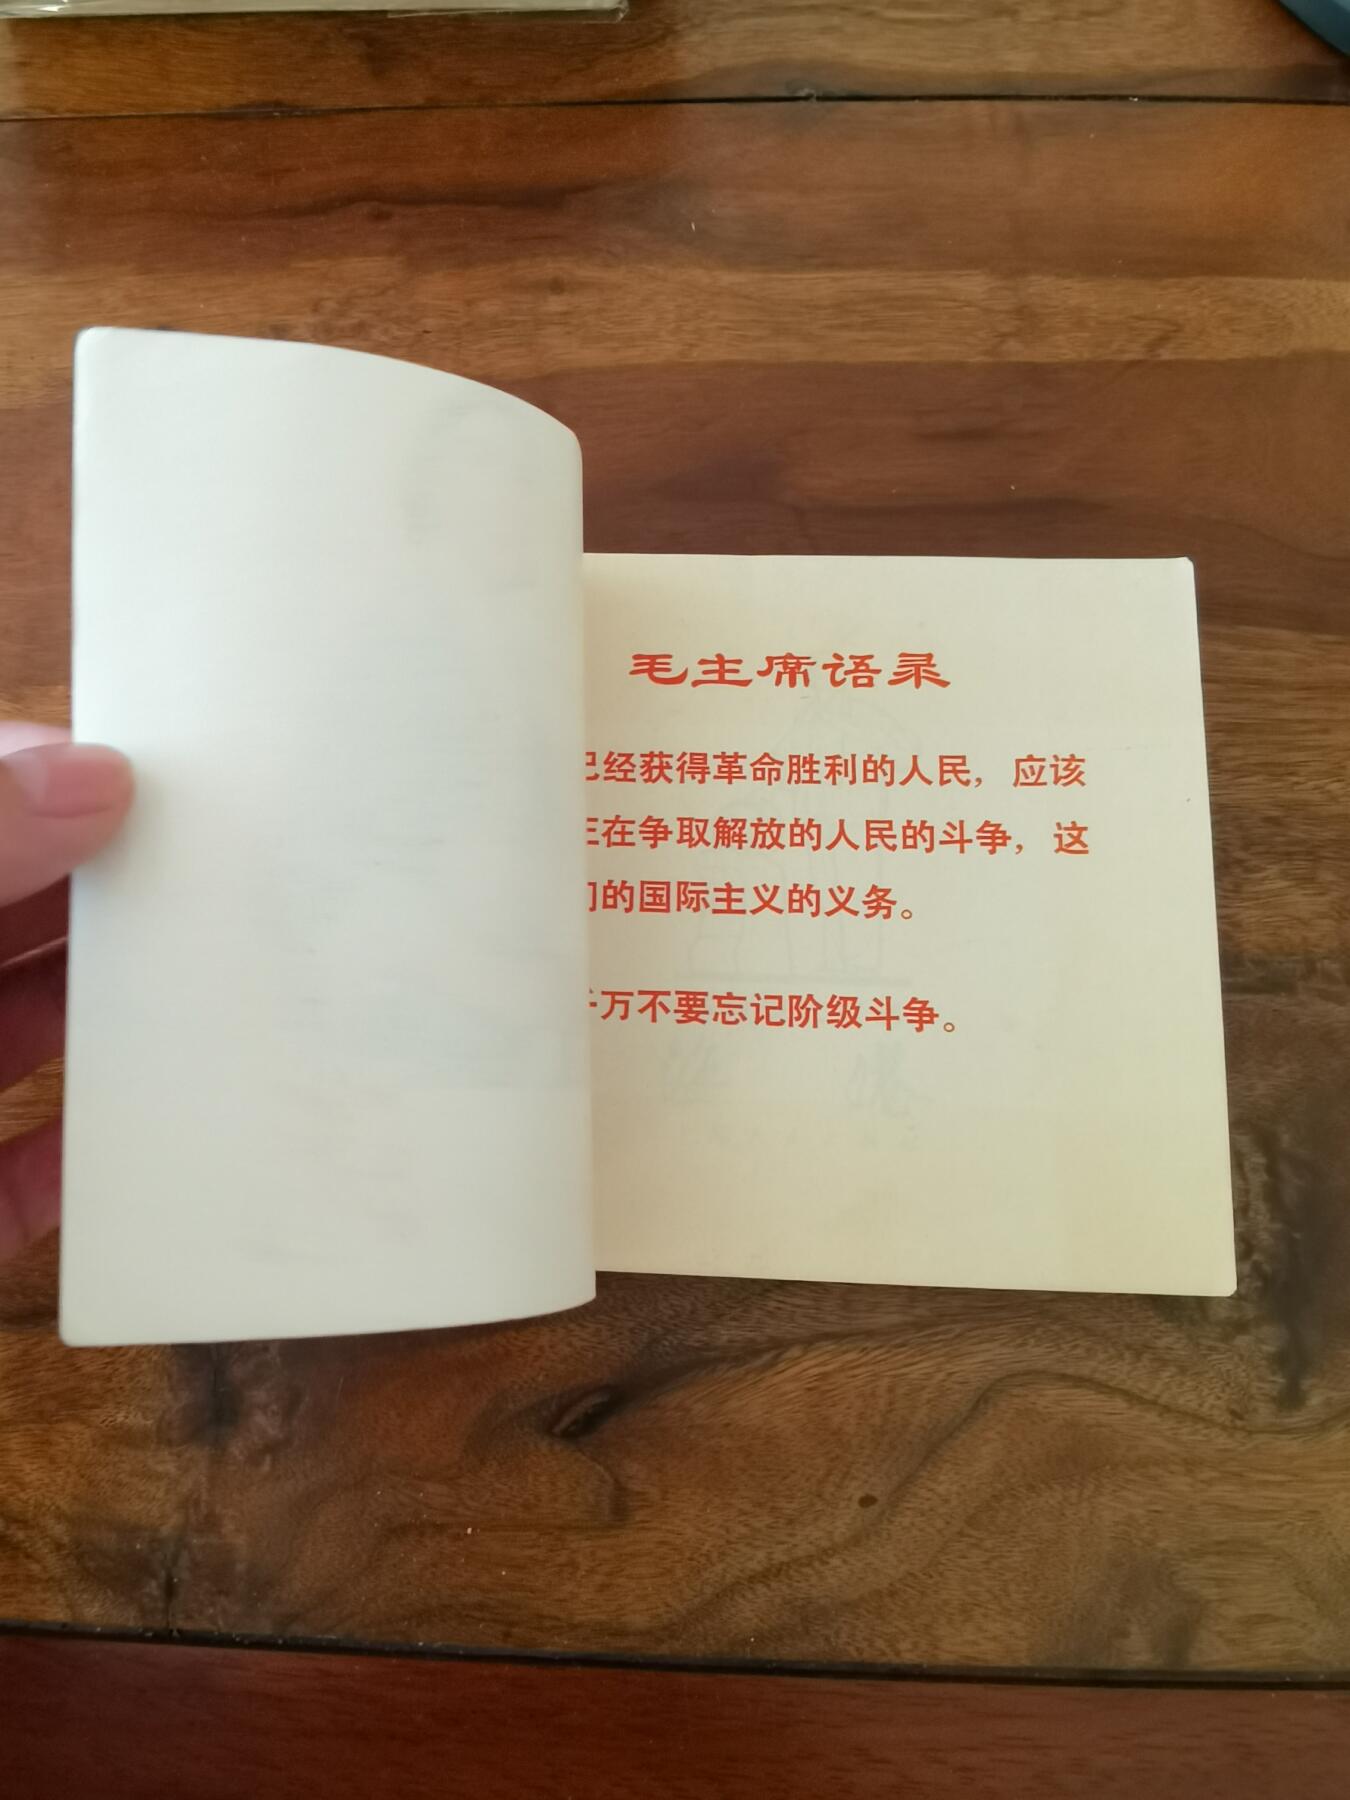 毛主席语录
已经获得革命胜利的人民，应该
正在争取解放的人民的斗争，这
们的国际主义的义务。
千万不要忘记阶级斗争。